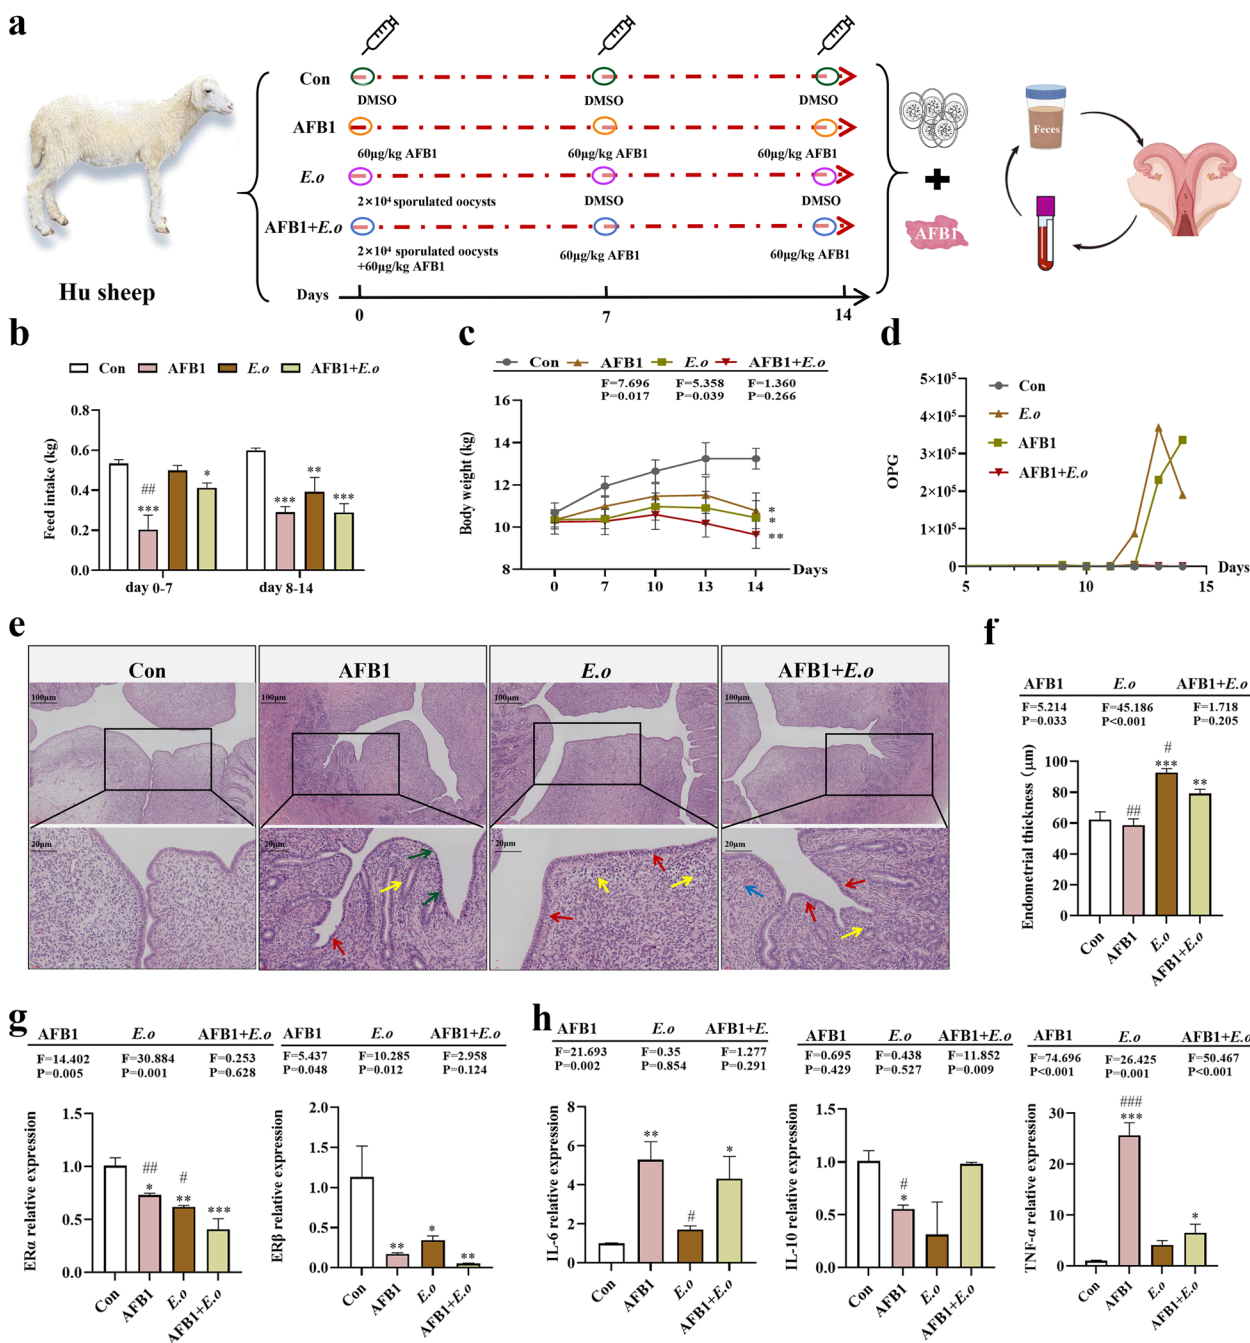 a
Con
DMSO
DMSO
DMSO
AFB1
60μg/kg AFB1
60μg/kg AFB1
60μg/kg AFB1
E.o
2×10⁴ sporulated oocysts
DMSO
DMSO
AFB1+E.o
2×10⁴ sporulated oocysts
+60μg/kg AFB1
60μg/kg AFB1
60μg/kg AFB1
Hu sheep
Days
0
7
14
AFB1
Feces
b
Con
AFB1
E.o
AFB1+E.o
Feed intake (kg)
0.8
0.6
0.4
0.2
0.0
##
***
*
***
**
***
day 0-7
day 8-14
c
Con
AFB1
E.o
AFB1+E.o
F=7.696
F=5.358
F=1.360
P=0.017
P=0.039
P=0.266
Body weight (kg)
16
14
12
10
8
*
*
**
0
7
10
13
14
Days
d
OPG
5×10⁵
4×10⁵
3×10⁵
2×10⁵
1×10⁵
0
Con
E.o
AFB1
AFB1+E.o
5
10
15
Days
e
Con
AFB1
E.o
AFB1+E.o
100μm
100μm
100μm
100μm
20μm
20μm
20μm
20μm
f
AFB1
E.o
AFB1+E.o
F=5.214
F=45.186
F=1.718
P=0.033
P<0.001
P=0.205
Endometrial thickness (μm)
100
80
60
40
20
0
##
#
***
**
Con
AFB1
E.o
AFB1+E.o
g
AFB1
E.o
AFB1+E.o
F=14.402
F=30.884
F=0.253
P=0.005
P=0.001
P=0.628
ERα relative expression
1.5
1.0
0.5
0.0
##
*
#
**
***
Con
AFB1
E.o
AFB1+E.o
AFB1
E.o
AFB1+E.o
F=5.437
F=10.285
F=2.958
P=0.048
P=0.012
P=0.124
ERβ relative expression
2.0
1.5
1.0
0.5
0.0
**
*
**
Con
AFB1
E.o
AFB1+E.o
h
AFB1
E.o
AFB1+E.
F=21.693
F=0.35
F=1.277
P=0.002
P=0.854
P=0.291
IL-6 relative expression
8
6
4
2
0
**
#
*
Con
AFB1
E.o
AFB1+E.o
AFB1
E.o
AFB1+E.o
F=0.695
F=0.438
F=11.852
P=0.429
P=0.527
P=0.009
IL-10 relative expression
1.5
1.0
0.5
0.0
#
*
Con
AFB1
E.o
AFB1+E.o
AFB1
E.o
AFB1+E.o
F=74.696
F=26.425
F=50.467
P<0.001
P=0.001
P<0.001
TNF-α relative expression
30
20
10
0
###
***
*
Con
AFB1
E.o
AFB1+E.o